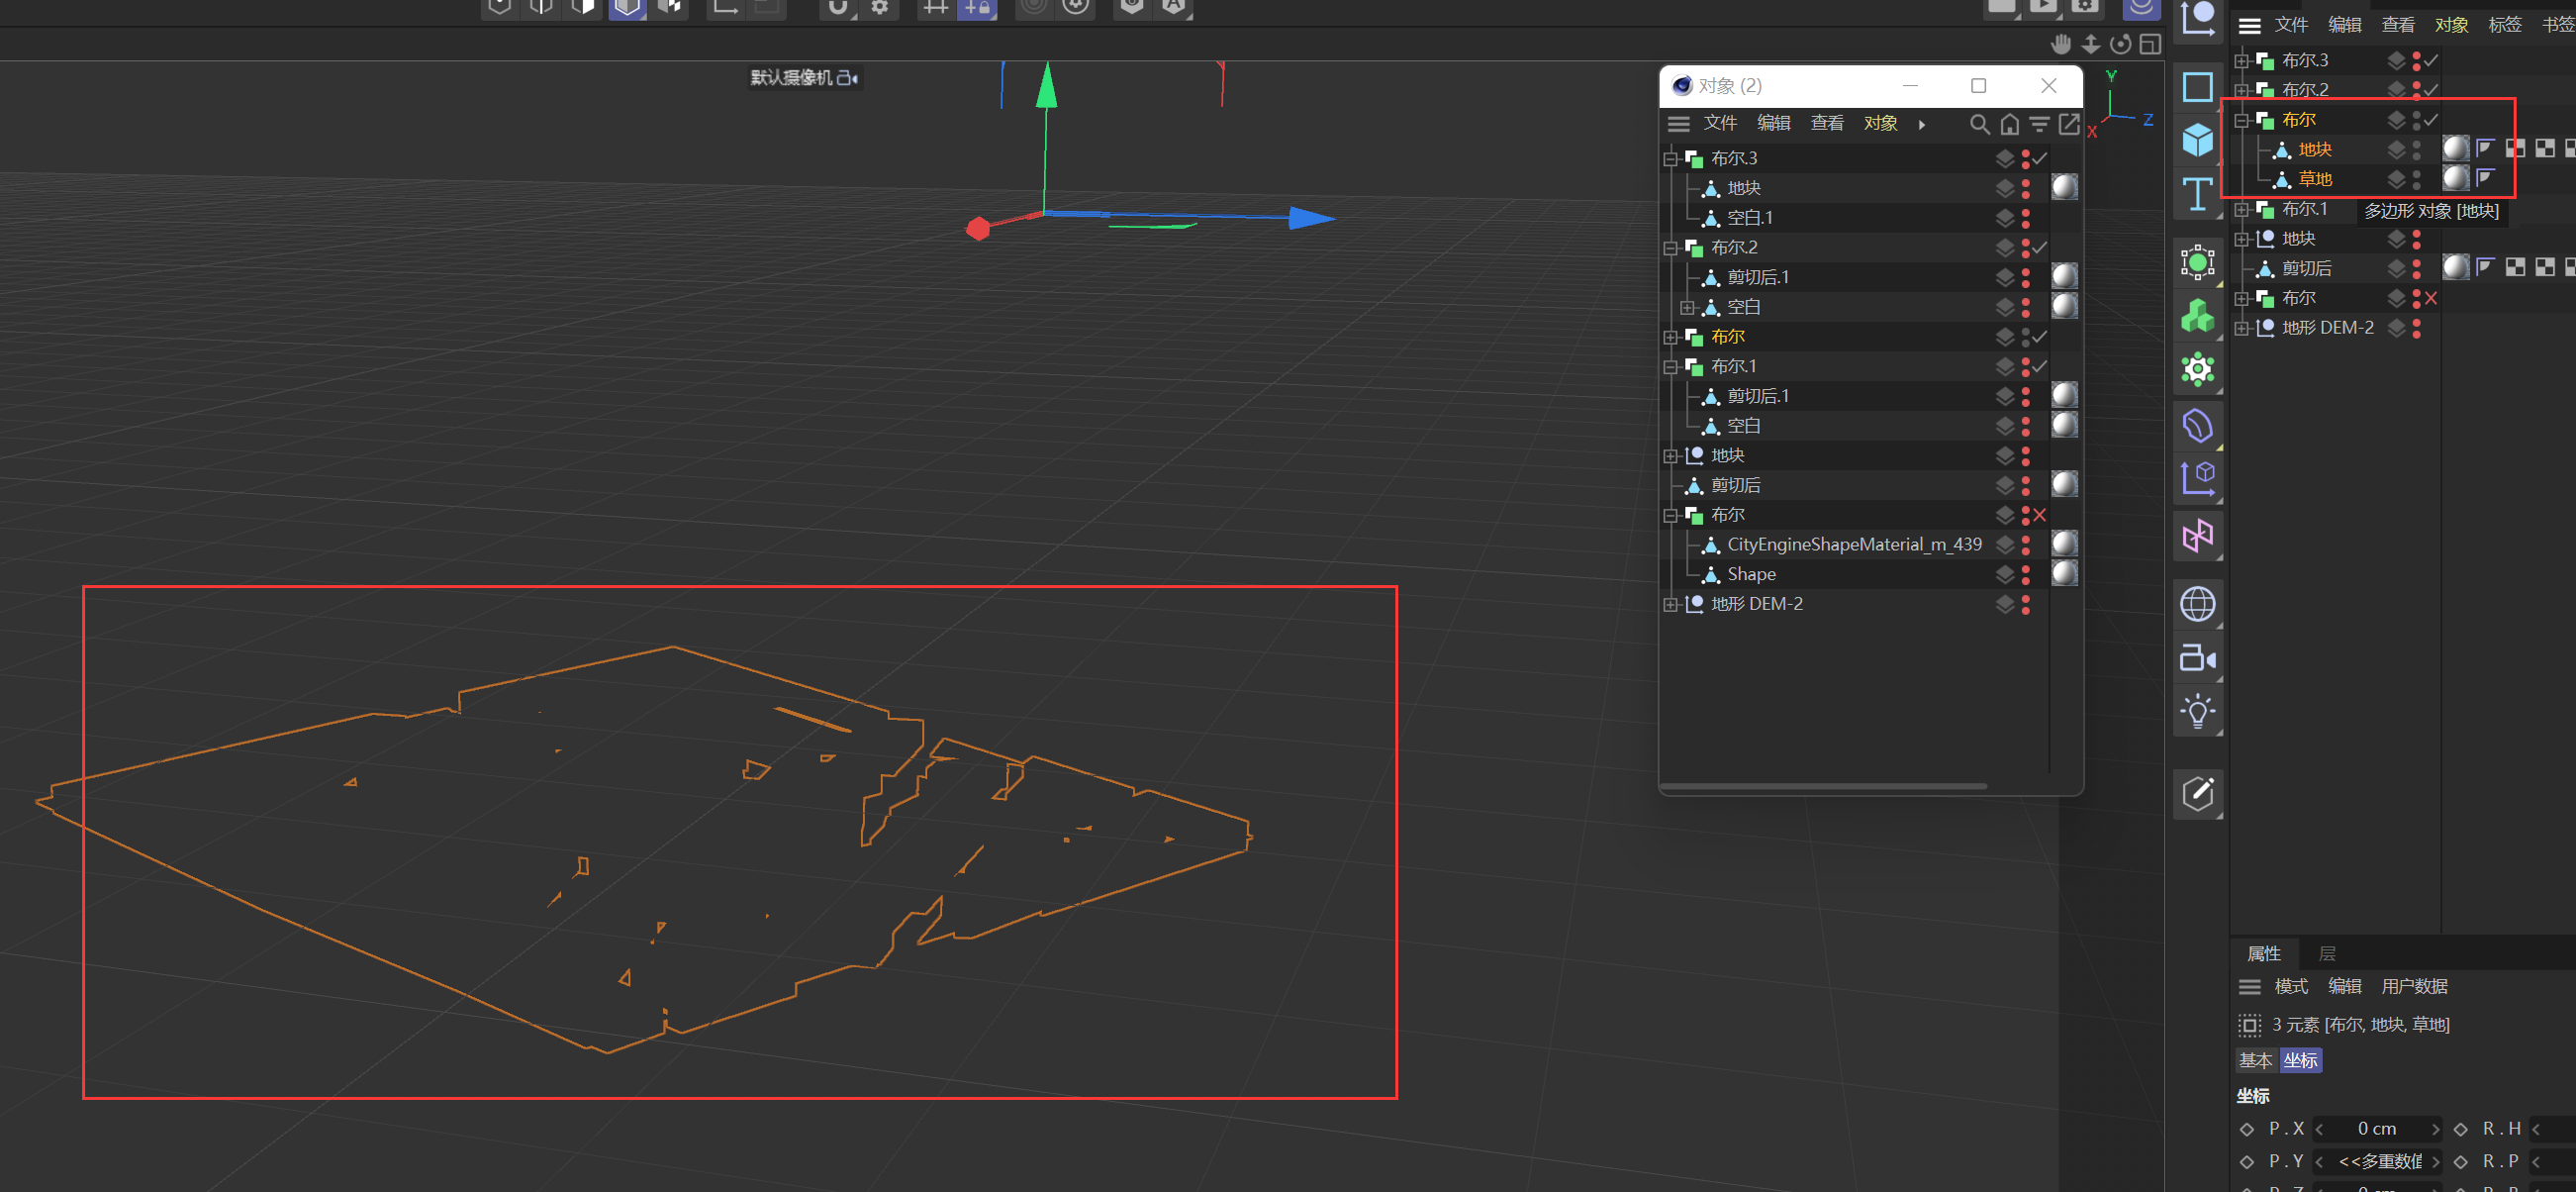 默认摄像机
Y
Z
X
对象 (2)
文件 编辑 查看 对象
布尔.3
地块
空白.1
布尔.2
剪切后.1
空白
布尔
布尔.1
剪切后.1
空白
地块
剪切后
布尔
CityEngineShapeMaterial_m_439
Shape
地形 DEM-2
文件 编辑 查看 对象 标签 书签
布尔.3
布尔.2
布尔
地块
草地
布尔.1
多边形 对象 [地块]
地块
剪切后
布尔
地形 DEM-2
属性 层
模式 编辑 用户数据
3 元素 [布尔, 地块, 草地]
基本 坐标
坐标
P . X 0 cm R . H
P . Y <<多重数值 R . P